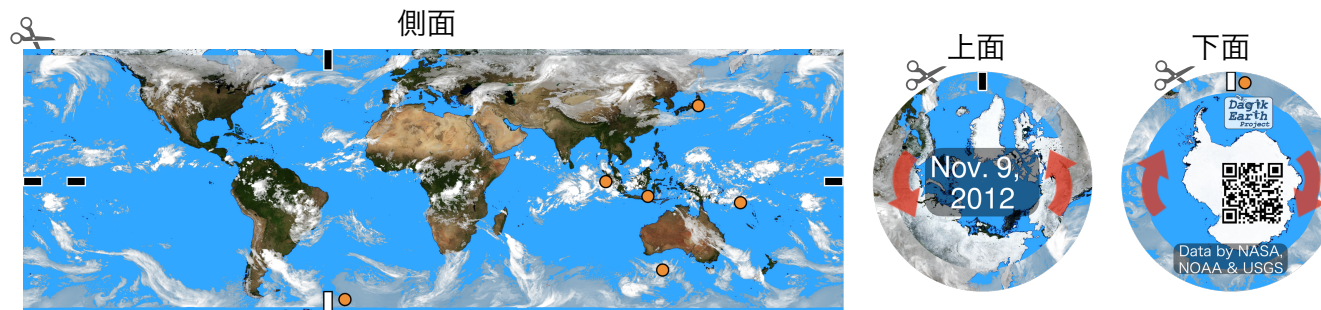 側面
上面
下面
Nov. 9,
2012
Dagik
Earth
Project
Data by NASA,
NOAA & USGS